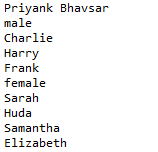 Priyank Bhavsar
male
Charlie
Harry
Frank
female
Sarah
Huda
Samantha
Elizabeth